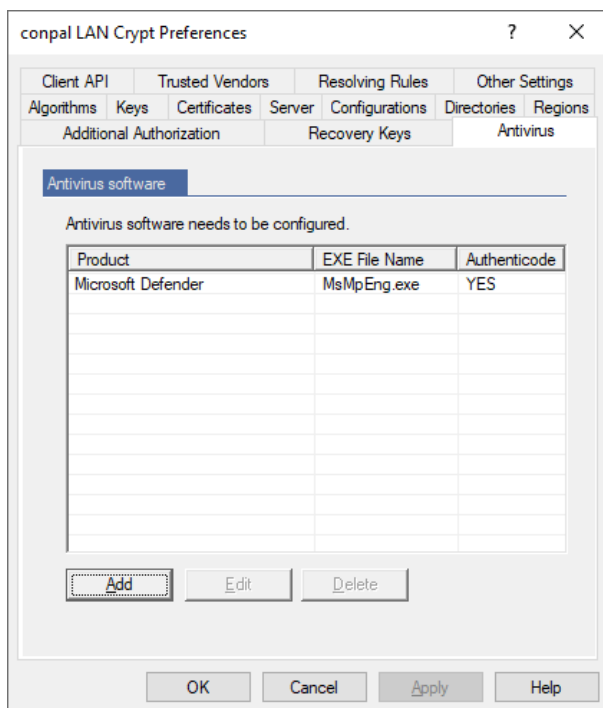 conpal LAN Crypt Preferences ?
Client API Trusted Vendors Resolving Rules Other Settings
Algorithms Keys Certificates Server Configurations Directories Regions
Additional Authorization Recovery Keys Antivirus
Antivirus software
Antivirus software needs to be configured.
Product EXE File Name Authenticode
Microsoft Defender MsMpEng.exe YES
Add Edit Delete
OK Cancel Apply Help